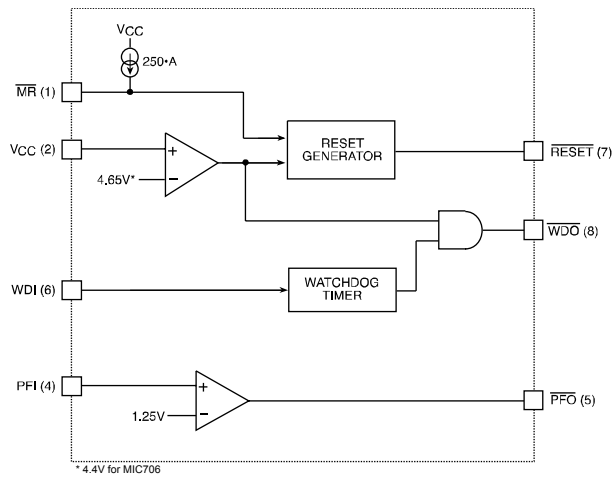 VCC
250•A
MR (1)
VCC (2)
+
−
4.65V*
RESET
GENERATOR
RESET (7)
WDO (8)
WDI (6)
WATCHDOG
TIMER
PFI (4)
+
−
1.25V
PFO (5)
* 4.4V for MIC706